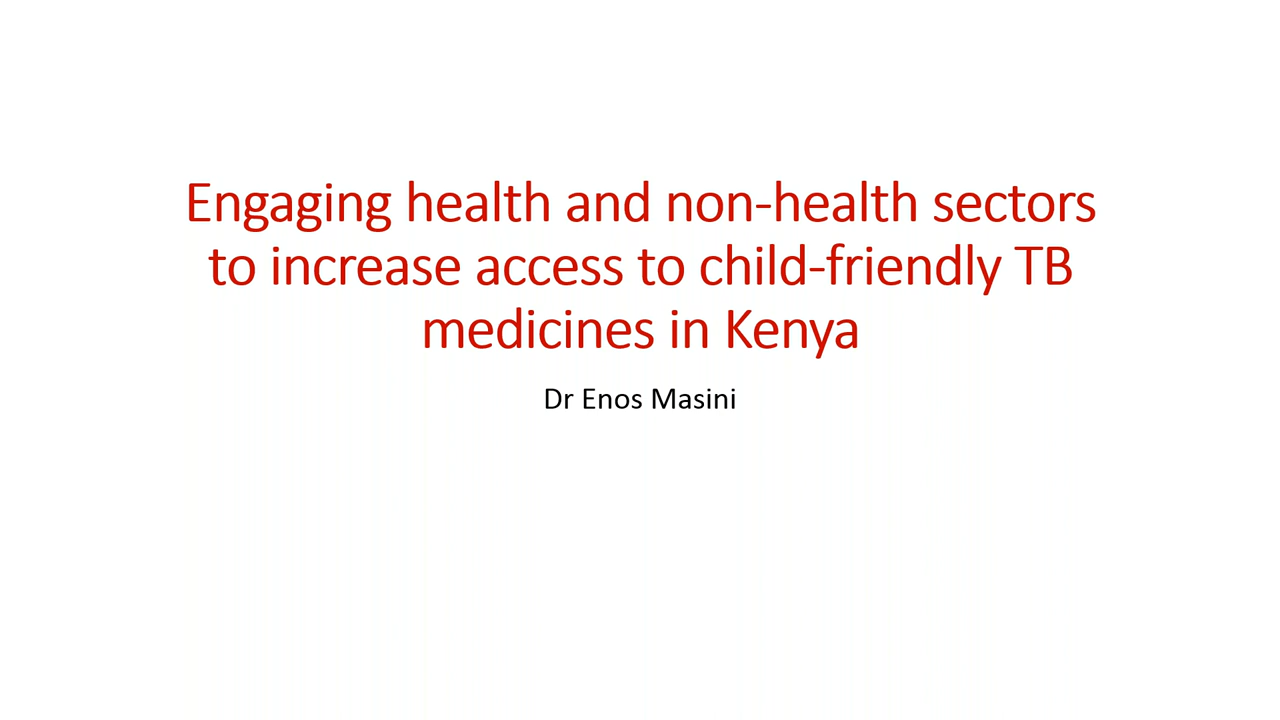 Engaging health and non-health sectors
to increase access to child-friendly TB
medicines in Kenya
Dr Enos Masini